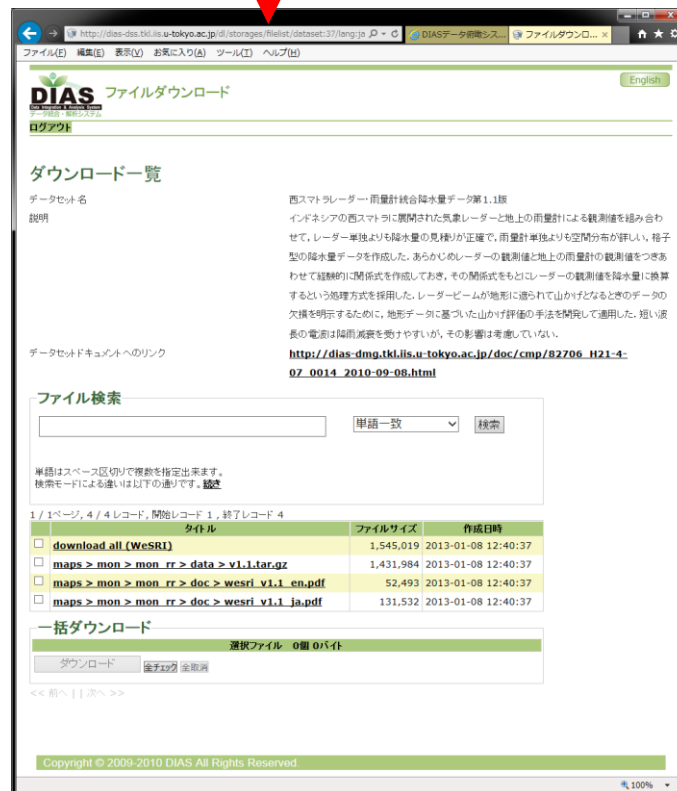 http://dias-dss.tkl.iis.u-tokyo.ac.jp/dl/storages/filelist/dataset:37/lang:ja
DIASデータ俯瞰シス...
ファイルダウンロ... ×
ファイル(F) 編集(E) 表示(V) お気に入り(A) ツール(T) ヘルプ(H)
English
DIAS ファイルダウンロード
Data Integration & Analysis System
データ統合・解析システム
ログアウト
ダウンロード一覧
データセット名 西スマトラレーダー・雨量計統合降水量データ第1.1版
説明 インドネシアの西スマトラに展開された気象レーダーと地上の雨量計による観測値を組み合わ
せて, レーダー単独よりも降水量の見積りが正確で, 雨量計単独よりも空間分布が詳しい, 格子
型の降水量データを作成した. あらかじめレーダーの観測値と地上の雨量計の観測値をつきあ
わせて経験的に関係式を作成しておき, その関係式をもとにレーダーの観測値を降水量に換算
するという処理方式を採用した. レーダービームが地形に遮られて山かげとなるときのデータの
欠損を明示するために, 地形データに基づいた山かげ評価の手法を開発して適用した. 短い波
長の電波は降雨減衰を受けやすいが, その影響は考慮していない.
データセットドキュメントへのリンク http://dias-dmg.tkl.iis.u-tokyo.ac.jp/doc/cmp/82706_H21-4-
07_0014_2010-09-08.html
ファイル検索
単語一致 検索
単語はスペース区切りで複数を指定出来ます。
検索モードによる違いは以下の通りです。続き
1 / 1ページ, 4 / 4 レコード, 開始レコード 1 , 終了レコード 4
タイトル ファイルサイズ 作成日時
download all (WeSRI) 1,545,019 2013-01-08 12:40:37
maps > mon > mon_rr > data > v1.1.tar.gz 1,431,984 2013-01-08 12:40:37
maps > mon > mon_rr > doc > wesri_v1.1_en.pdf 52,493 2013-01-08 12:40:37
maps > mon > mon_rr > doc > wesri_v1.1_ja.pdf 131,532 2013-01-08 12:40:37
一括ダウンロード
選択ファイル 0個 0バイト
ダウンロード 全チェック 全取消
<< 前へ | | 次へ >>
Copyright © 2009-2010 DIAS All Rights Reserved.
100%